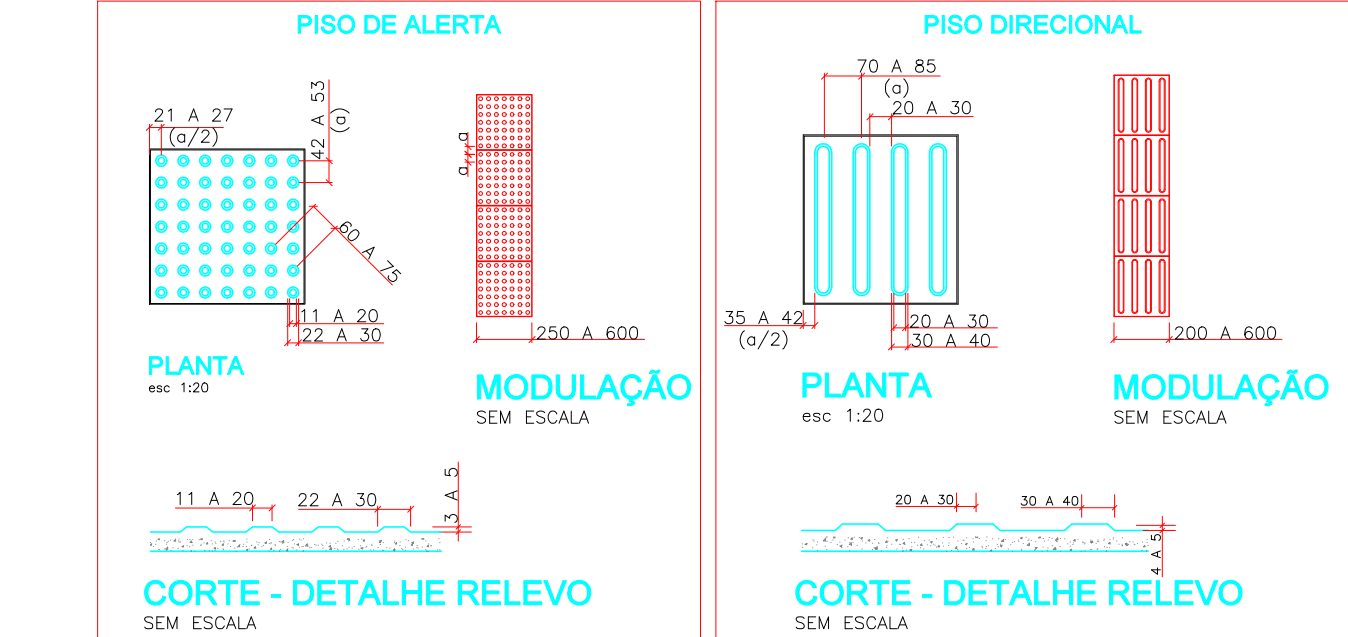 PISO DE ALERTA
21 A 27
(a/2)
42 A 53
(a)
60 A 75
11 A 20
22 A 30
PLANTA
esc 1:20
a
a
250 A 600
MODULAÇÃO
SEM ESCALA
11 A 20
22 A 30
3 A 5
CORTE - DETALHE RELEVO
SEM ESCALA
PISO DIRECIONAL
70 A 85
(a)
20 A 30
35 A 42
(a/2)
20 A 30
30 A 40
PLANTA
esc 1:20
200 A 600
MODULAÇÃO
SEM ESCALA
20 A 30
30 A 40
4 A 5
CORTE - DETALHE RELEVO
SEM ESCALA